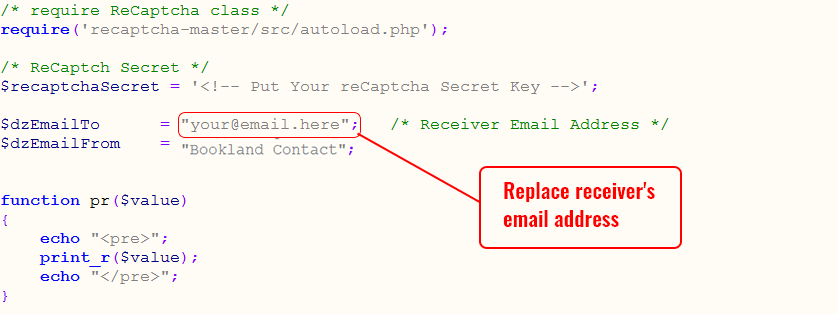 /* require ReCaptcha class */
require('recaptcha-master/src/autoload.php');
/* ReCaptch Secret */
$recaptchaSecret = '<!-- Put Your reCaptcha Secret Key -->';
$dzEmailTo      = "your@email.here";   /* Receiver Email Address */
$dzEmailFrom    = "Bookland Contact";
Replace receiver's
email address
function pr($value)
{
    echo "<pre>";
    print_r($value);
    echo "</pre>";
}